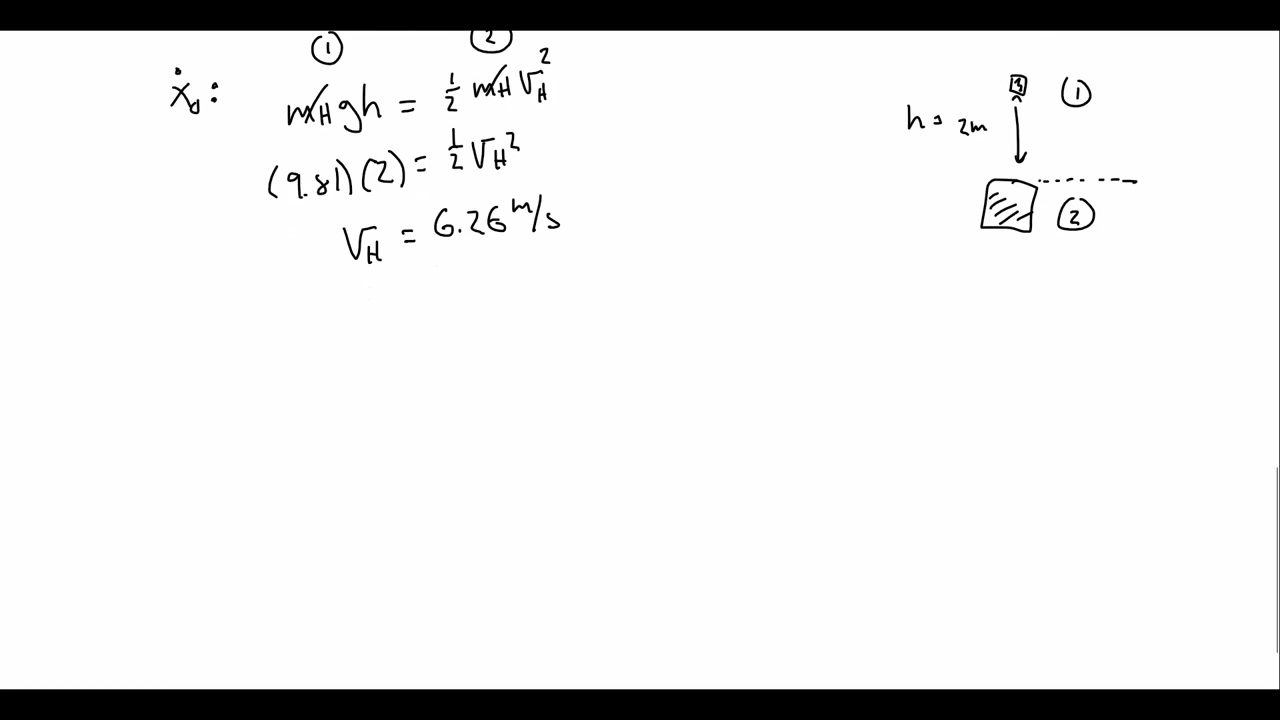 ① ②
ẋ₀: m_H gh = 1/2 m_H V_H²
(9.81)(2) = 1/2 V_H²
V_H = 6.26 m/s
①
h = 2m
②